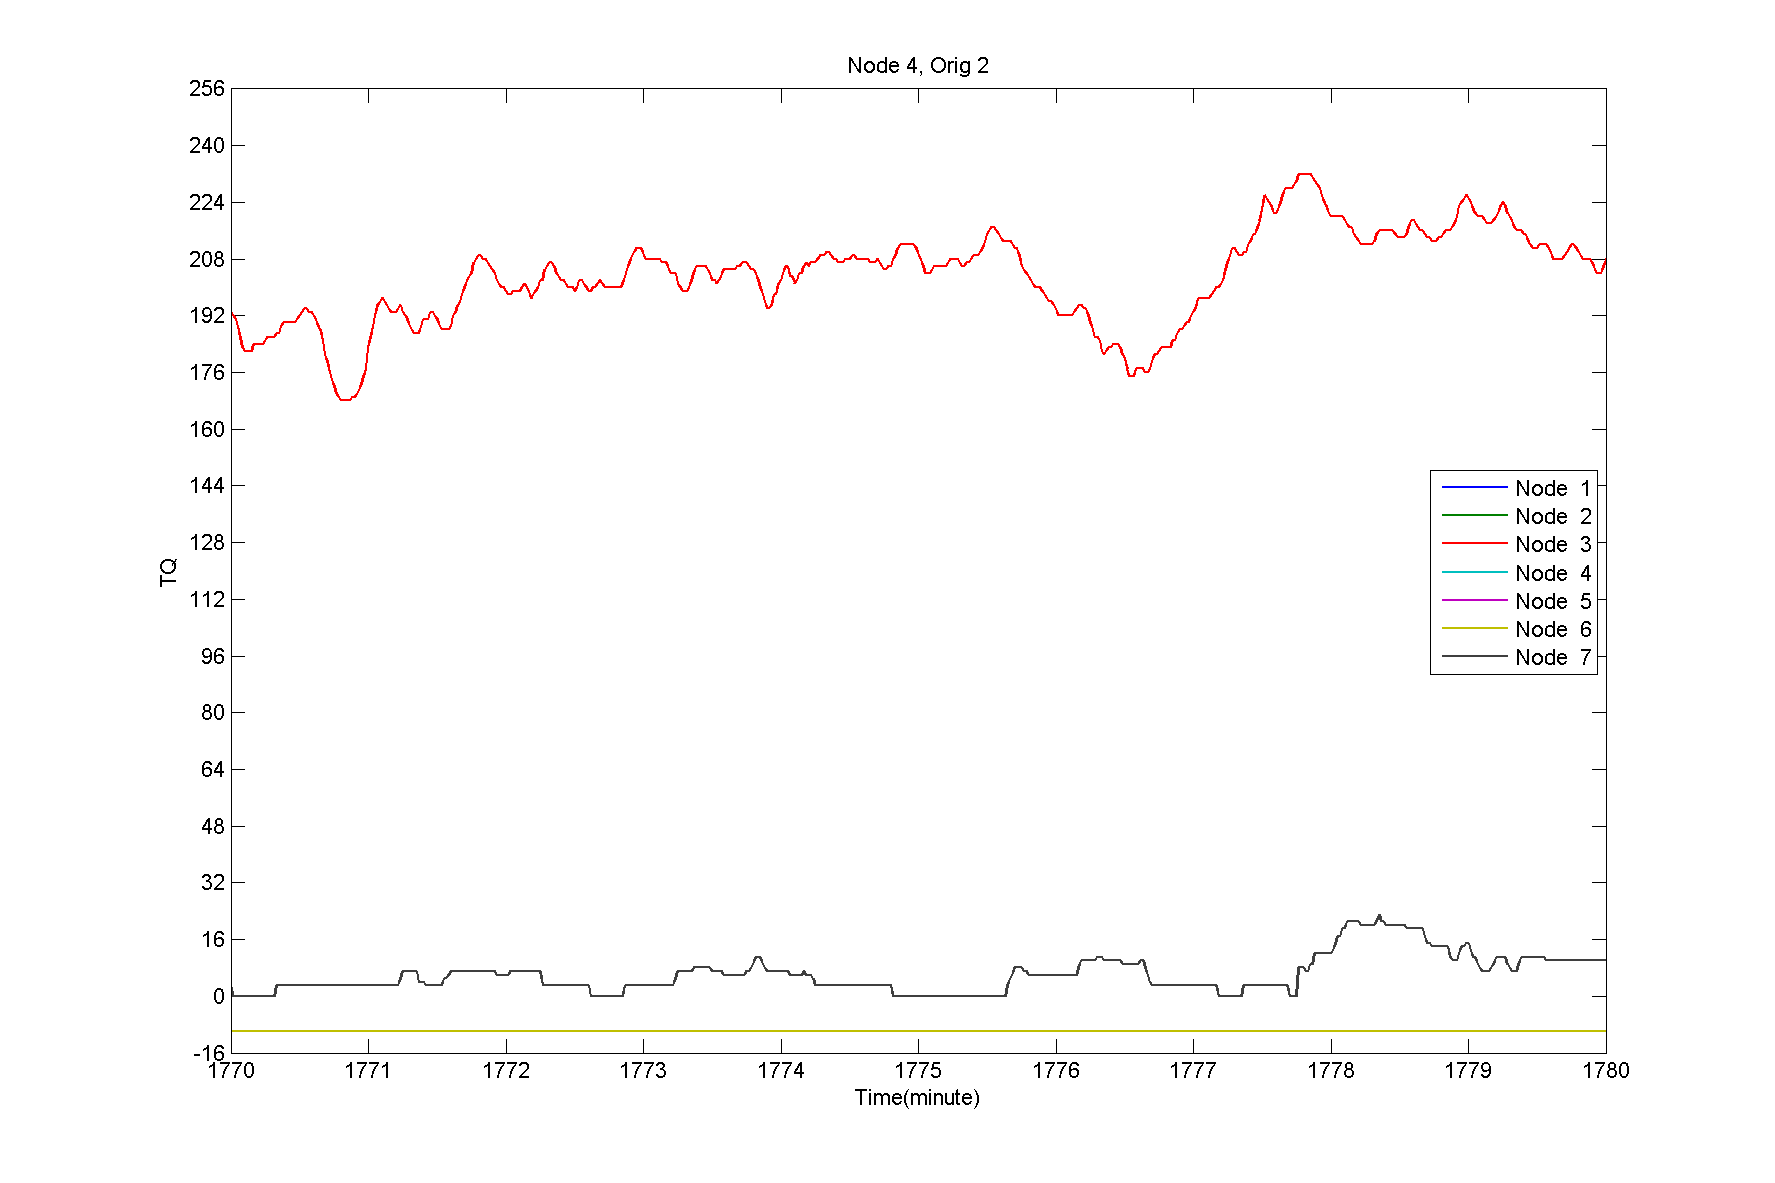 Node 4, Orig 2
256
240
224
208
192
176
160
144
128
112
96
80
64
48
32
16
0
-16
TQ
Node 1
Node 2
Node 3
Node 4
Node 5
Node 6
Node 7
1770 1771 1772 1773 1774 1775 1776 1777 1778 1779 1780
Time(minute)